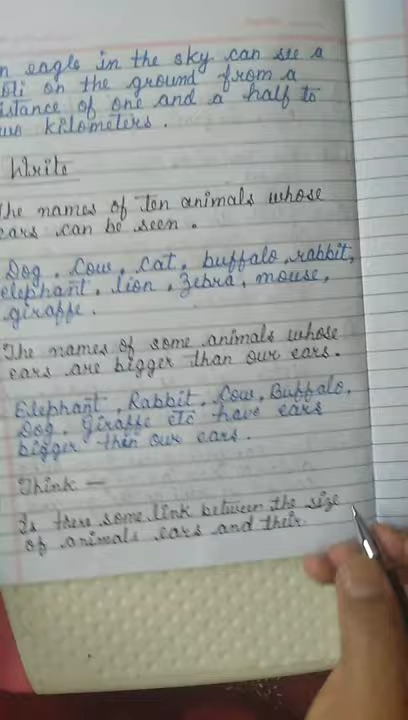 n eagle in the sky can see a
oti on the ground from a
istance of one and a half to
wo kilometers.
Write
The names of ten animals whose
ears can be seen.
Dog, Cow, Cat, buffalo, rabbit,
elephant, lion, Zebra, mouse,
giraffe.
The names of some animals whose
ears are bigger than our ears.
Elephant, Rabbit, Cow, Buffalo,
Dog, Giraffe etc have ears
bigger then our ears.
Think —
Is there some link between the size
of animals ears and their